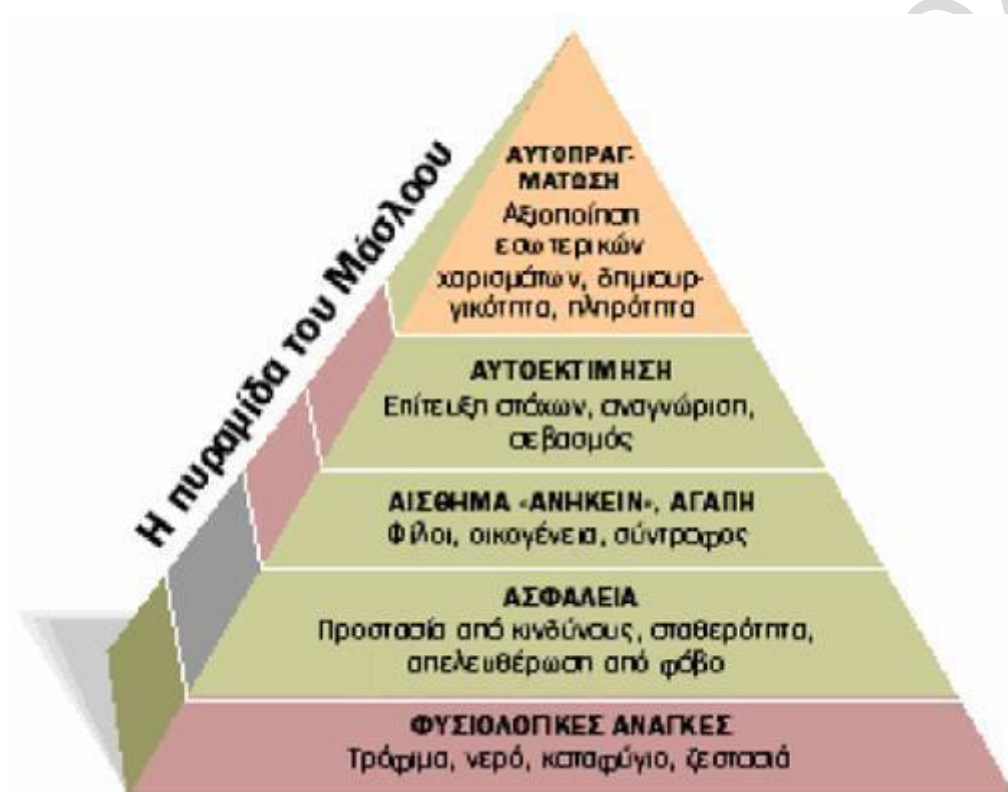 Η πυραμίδα του Μάσλοου
ΑΥΤΟΠΡΑΓ-
ΜΑΤΩΣΗ
Αξιοποίηση
εσωτερικών
χαρισμάτων, δημιουρ-
γικότητα, πληρότητα
ΑΥΤΟΕΚΤΙΜΗΣΗ
Επίτευξη στόχων, αναγνώριση,
σεβασμός
ΑΙΣΘΗΜΑ «ΑΝΗΚΕΙΝ», ΑΓΑΠΗ
Φίλοι, οικογένεια, σύντροφος
ΑΣΦΑΛΕΙΑ
Προστασία από κινδύνους, σταθερότητα,
απελευθέρωση από φόβο
ΦΥΣΙΟΛΟΓΙΚΕΣ ΑΝΑΓΚΕΣ
Τρόφιμα, νερό, καταφύγιο, ζεστασιά